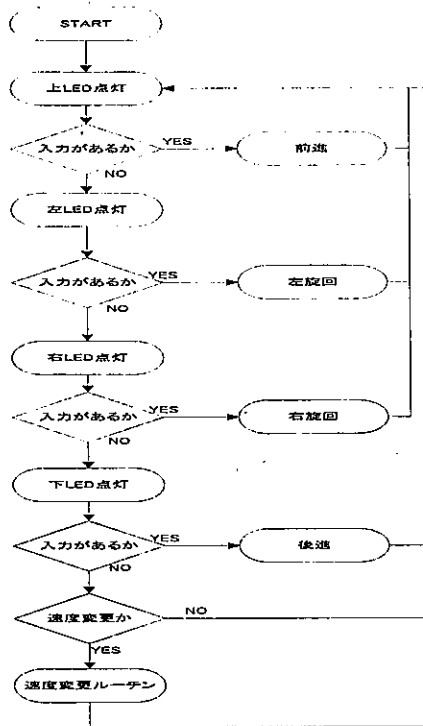 START
上LED点灯
入力があるか
YES
前進
NO
左LED点灯
入力があるか
YES
左旋回
NO
右LED点灯
入力があるか
YES
右旋回
NO
下LED点灯
入力があるか
YES
後進
NO
速度変更か
NO
YES
速度変更ルーチン